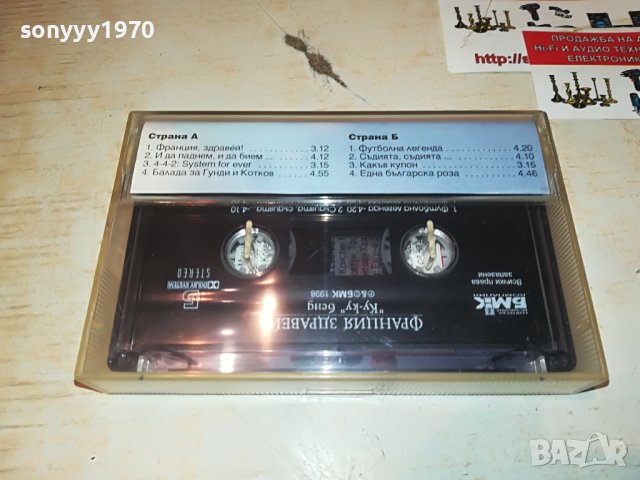 sonyyy1970
ПРОДАЖБА НА А
Hi-Fi И АУДИО ТЕХН
ЕЛЕКТРОНИК
http://s
Страна А
1. Франция, здравей! 3.12
2. И да паднем, и да бием ... 4.12
3. 4-4-2: System for ever 3.15
4. Балада за Гунди и Котков 4.55
Страна Б
1. Футболна легенда 4.20
2. Съдията, съдията ... 4.10
3. Какъв купон 3.15
4. Една българска роза 4.46
1. Футболна легенда -4.20 2. Съдията, съдията... -4.10
DOLBY SYSTEM
STEREO
ФРАНЦИЯ ЗДРАВЕЙ
"Ку-ку" бенд
℗&©БМК 1998
БМК
Всички права
запазени
BAZAR